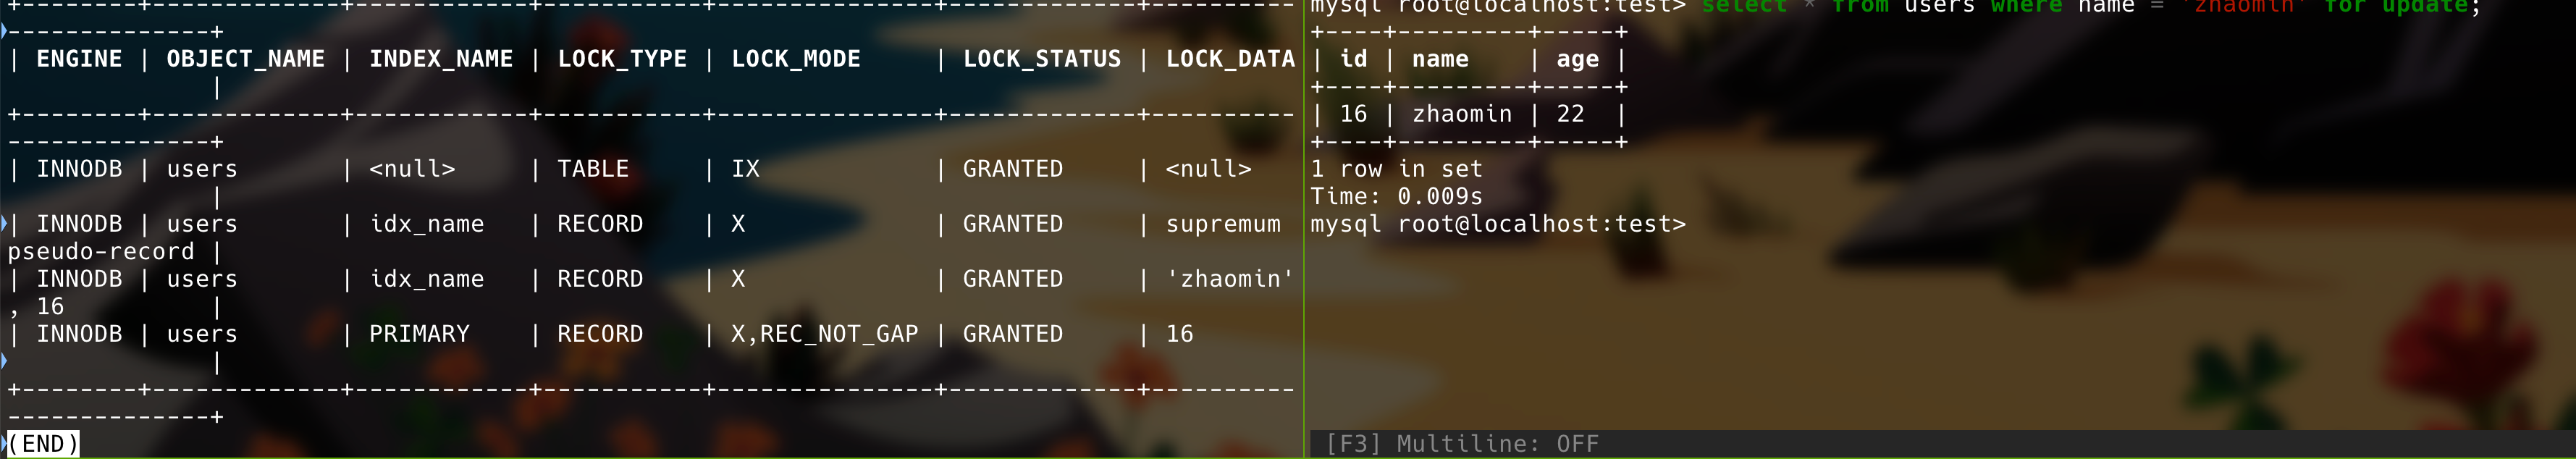 +---------+-------------+------------+-----------+---------------+-------------+----------
-------------+
| ENGINE | OBJECT_NAME | INDEX_NAME | LOCK_TYPE | LOCK_MODE     | LOCK_STATUS | LOCK_DATA
              |
+---------+-------------+------------+-----------+---------------+-------------+----------
-------------+
| INNODB | users       | <null>     | TABLE     | IX            | GRANTED     | <null>
              |
| INNODB | users       | idx_name   | RECORD    | X             | GRANTED     | supremum
pseudo-record |
| INNODB | users       | idx_name   | RECORD    | X             | GRANTED     | 'zhaomin'
, 16          |
| INNODB | users       | PRIMARY    | RECORD    | X,REC_NOT_GAP | GRANTED     | 16
              |
+---------+-------------+------------+-----------+---------------+-------------+----------
-------------+
(END)
mysql root@localhost:test> select * from users where name = 'zhaomin' for update;
+----+---------+-----+
| id | name    | age |
+----+---------+-----+
| 16 | zhaomin | 22  |
+----+---------+-----+
1 row in set
Time: 0.009s
mysql root@localhost:test>
[F3] Multiline: OFF